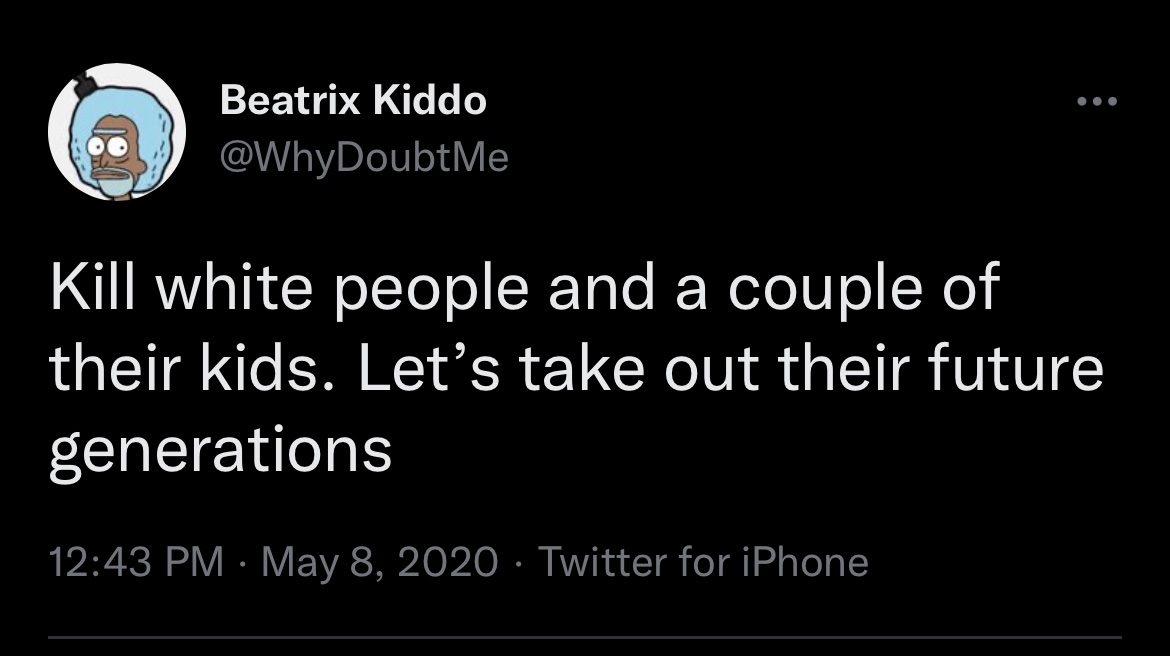 Beatrix Kiddo
@WhyDoubtMe
Kill white people and a couple of
their kids. Let’s take out their future
generations
12:43 PM · May 8, 2020 · Twitter for iPhone